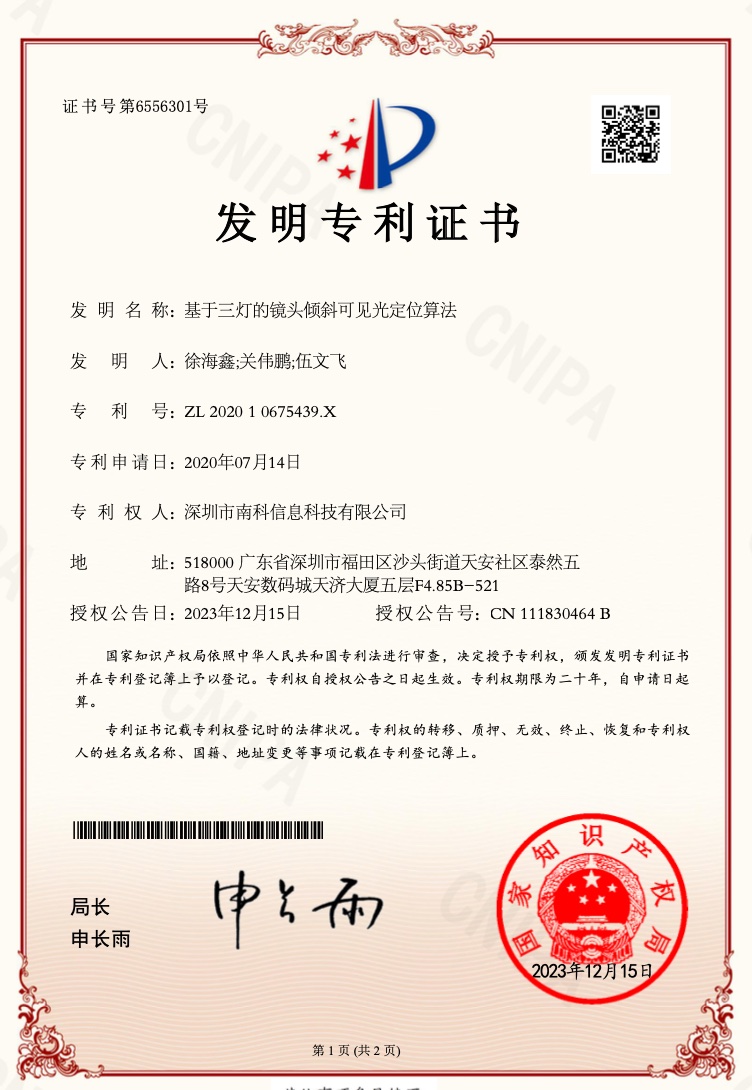 证书号第6556301号
发明专利证书
发明名称：基于三灯的镜头倾斜可见光定位算法
发明人：徐海鑫;关伟鹏;伍文飞
专利号：ZL 2020 1 0675439.X
专利申请日：2020年07月14日
专利权人：深圳市南科信息科技有限公司
地址：518000 广东省深圳市福田区沙头街道天安社区泰然五
路8号天安数码城天济大厦五层F4.85B-521
授权公告日：2023年12月15日 授权公告号：CN 111830464 B
国家知识产权局依照中华人民共和国专利法进行审查，决定授予专利权，颁发发明专利证书
并在专利登记簿上予以登记。专利权自授权公告之日起生效。专利权期限为二十年，自申请日起
算。
专利证书记载专利权登记时的法律状况。专利权的转移、质押、无效、终止、恢复和专利权
人的姓名或名称、国籍、地址变更等事项记载在专利登记簿上。
局长
申长雨
申长雨
国家知识产权局
2023年12月15日
第 1 页 (共 2 页)
CNIPA
CNIPA
CNIPA